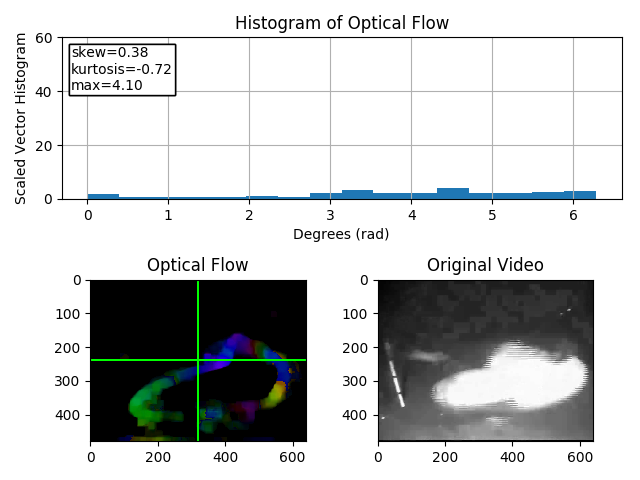 Histogram of Optical Flow
Scaled Vector Histogram
60
40
20
0
skew=0.38
kurtosis=-0.72
max=4.10
0 1 2 3 4 5 6
Degrees (rad)
Optical Flow
0
100
200
300
400
0 200 400 600
Original Video
0
100
200
300
400
0 200 400 600